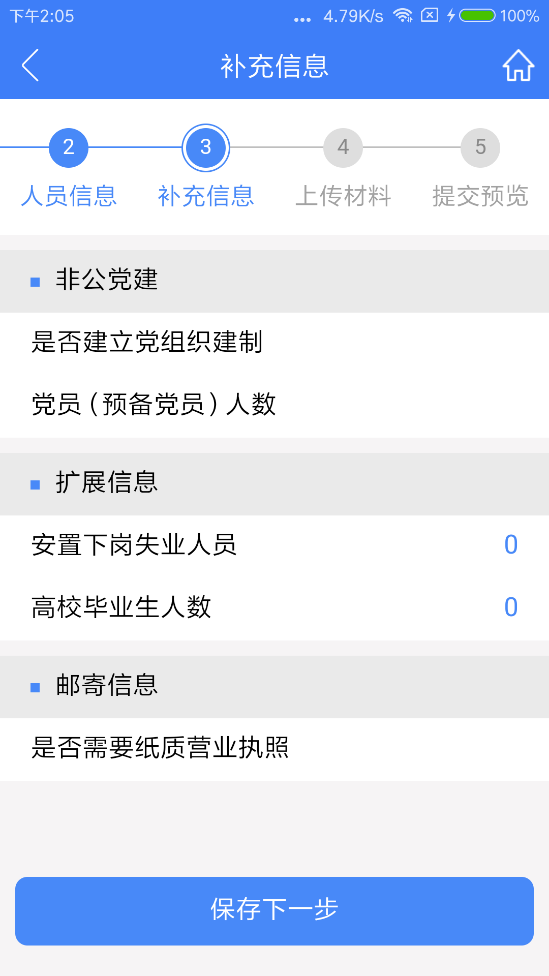 下午2:05
... 4.79K/s 100%
补充信息
2 3 4 5
人员信息 补充信息 上传材料 提交预览
非公党建
是否建立党组织建制
党员（预备党员）人数
扩展信息
安置下岗失业人员 0
高校毕业生人数 0
邮寄信息
是否需要纸质营业执照
保存下一步